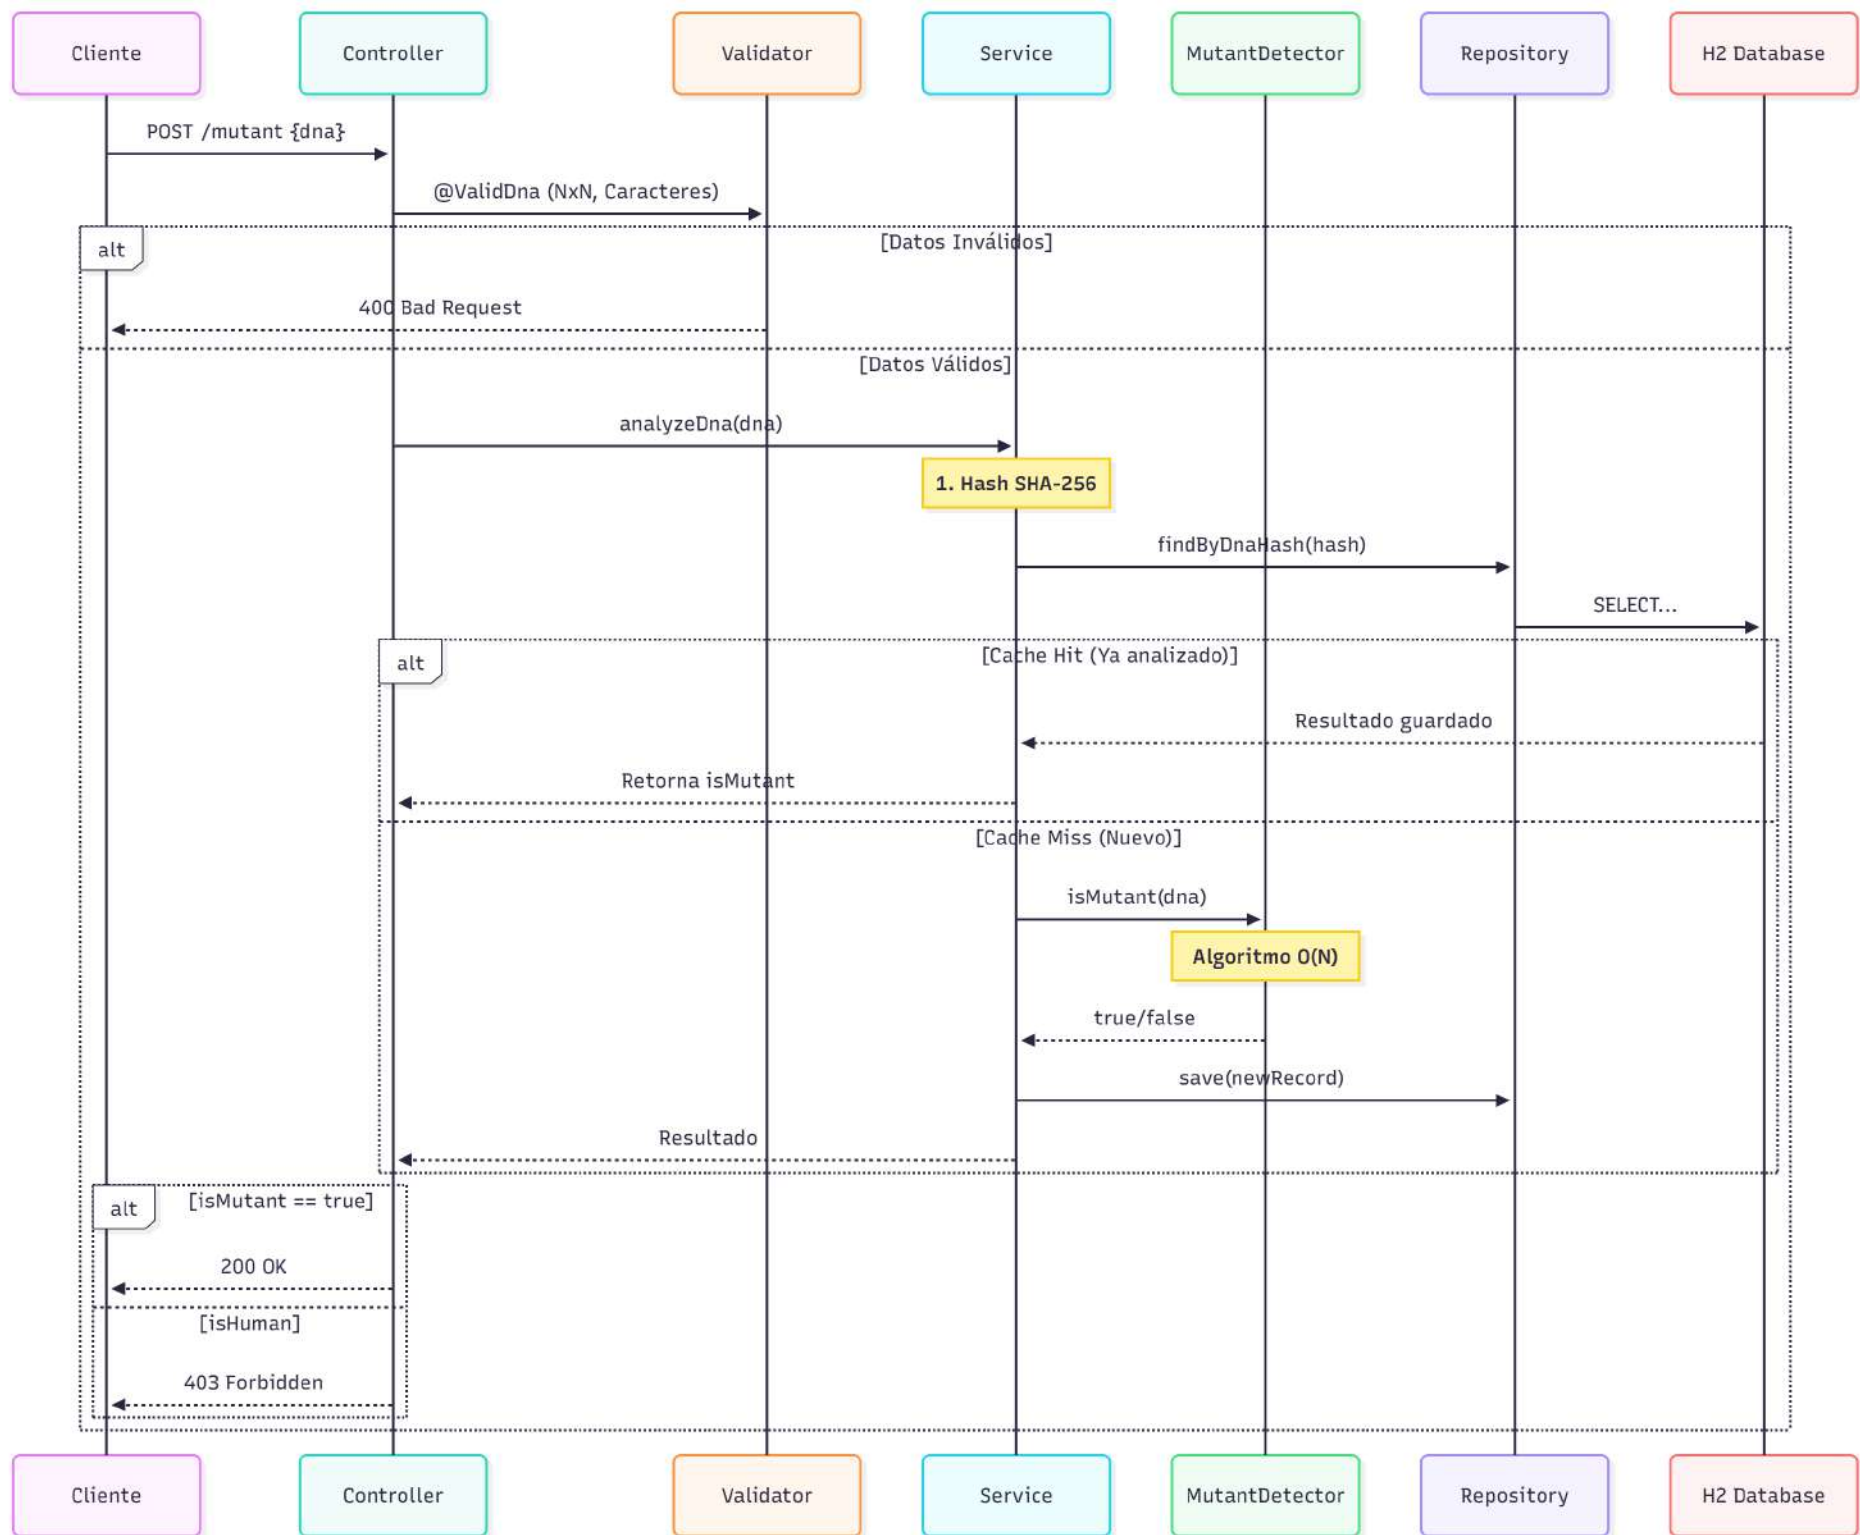 Cliente
Controller
Validator
Service
MutantDetector
Repository
H2 Database
POST /mutant {dna}
@ValidDna (NxN, Caracteres)
alt
[Datos Inválidos]
400 Bad Request
[Datos Válidos]
analyzeDna(dna)
1. Hash SHA-256
findByDnaHash(hash)
SELECT...
alt
[Cache Hit (Ya analizado)]
Resultado guardado
Retorna isMutant
[Cache Miss (Nuevo)]
isMutant(dna)
Algoritmo O(N)
true/false
save(newRecord)
Resultado
alt
[isMutant == true]
200 OK
[isHuman]
403 Forbidden
Cliente
Controller
Validator
Service
MutantDetector
Repository
H2 Database